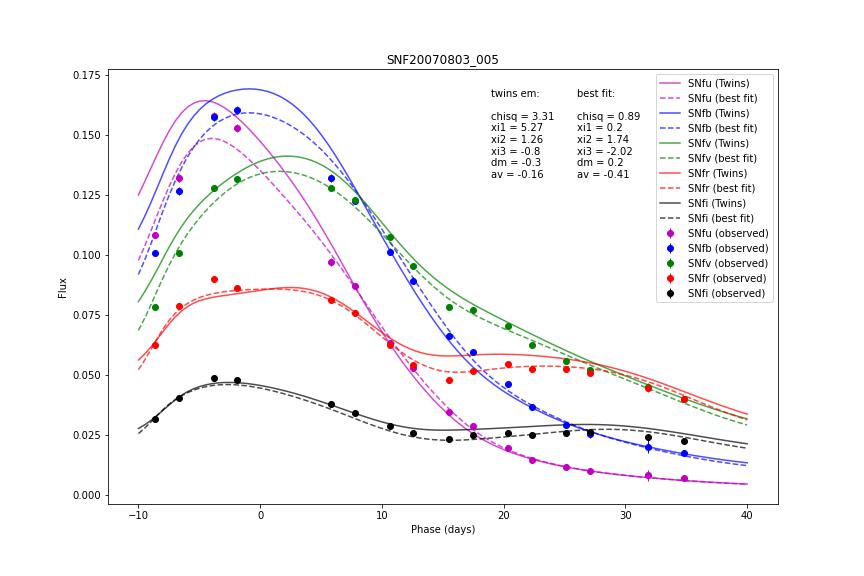 SNF20070803_005
twins em: best fit:
chisq = 3.31 chisq = 0.89
xi1 = 5.27 xi1 = 0.2
xi2 = 1.26 xi2 = 1.74
xi3 = -0.8 xi3 = -2.02
dm = -0.3 dm = 0.2
av = -0.16 av = -0.41
SNfu (Twins)
SNfu (best fit)
SNfb (Twins)
SNfb (best fit)
SNfv (Twins)
SNfv (best fit)
SNfr (Twins)
SNfr (best fit)
SNfi (Twins)
SNfi (best fit)
SNfu (observed)
SNfb (observed)
SNfv (observed)
SNfr (observed)
SNfi (observed)
Flux
0.175
0.150
0.125
0.100
0.075
0.050
0.025
0.000
−10 0 10 20 30 40
Phase (days)